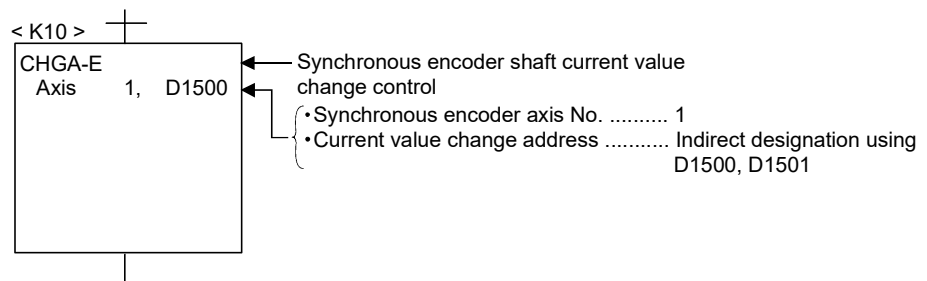 < K10 >
CHGA-E
Axis 1, D1500
Synchronous encoder shaft current value
change control
•Synchronous encoder axis No. .......... 1
•Current value change address ........... Indirect designation using
D1500, D1501